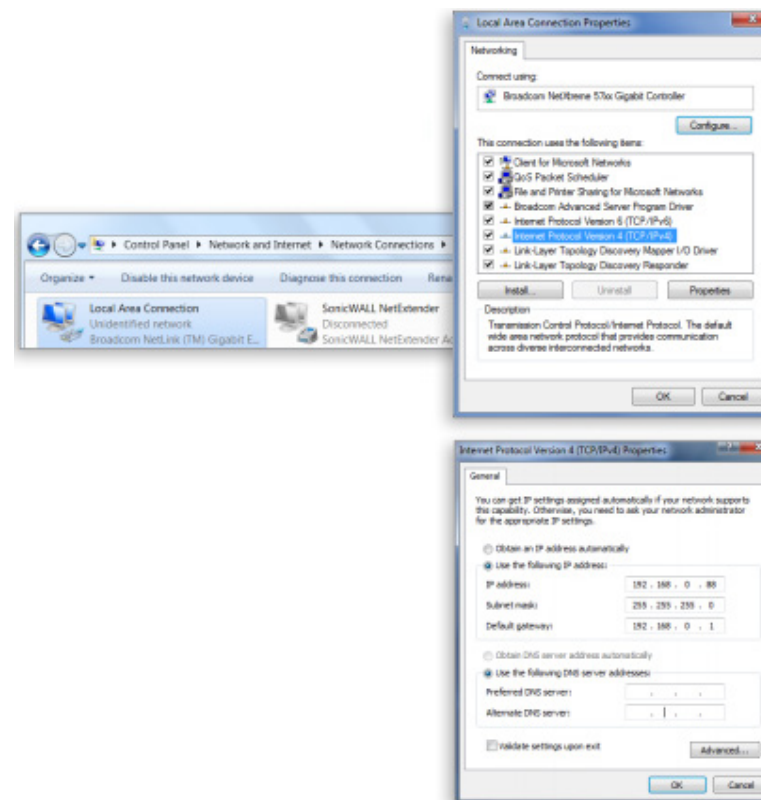 Local Area Connection Properties
Networking
Connect using:
Broadcom NetXtreme 57xx Gigabit Controller
Configure...
This connection uses the following items:
Client for Microsoft Networks
QoS Packet Scheduler
File and Printer Sharing for Microsoft Networks
Broadcom Advanced Server Program Driver
Internet Protocol Version 6 (TCP/IPv6)
Internet Protocol Version 4 (TCP/IPv4)
Link-Layer Topology Discovery Mapper I/O Driver
Link-Layer Topology Discovery Responder
Install... Uninstall Properties
Description
Transmission Control Protocol/Internet Protocol. The default
wide area network protocol that provides communication
across diverse interconnected networks.
OK Cancel
Control Panel Network and Internet Network Connections
Organize Disable this network device Diagnose this connection Rena
Local Area Connection
Unidentified network
Broadcom NetLink (TM) Gigabit E...
SonicWALL NetExtender
Disconnected
SonicWALL NetExtender Ad
Internet Protocol Version 4 (TCP/IPv4) Properties
General
You can get IP settings assigned automatically if your network supports
this capability. Otherwise, you need to ask your network administrator
for the appropriate IP settings.
Obtain an IP address automatically
Use the following IP address:
IP address: 192 . 168 . 0 . 88
Subnet mask: 255 . 255 . 255 . 0
Default gateway: 192 . 168 . 0 . 1
Obtain DNS server address automatically
Use the following DNS server addresses:
Preferred DNS server: . . .
Alternate DNS server: . . .
Validate settings upon exit
Advanced...
OK Cancel